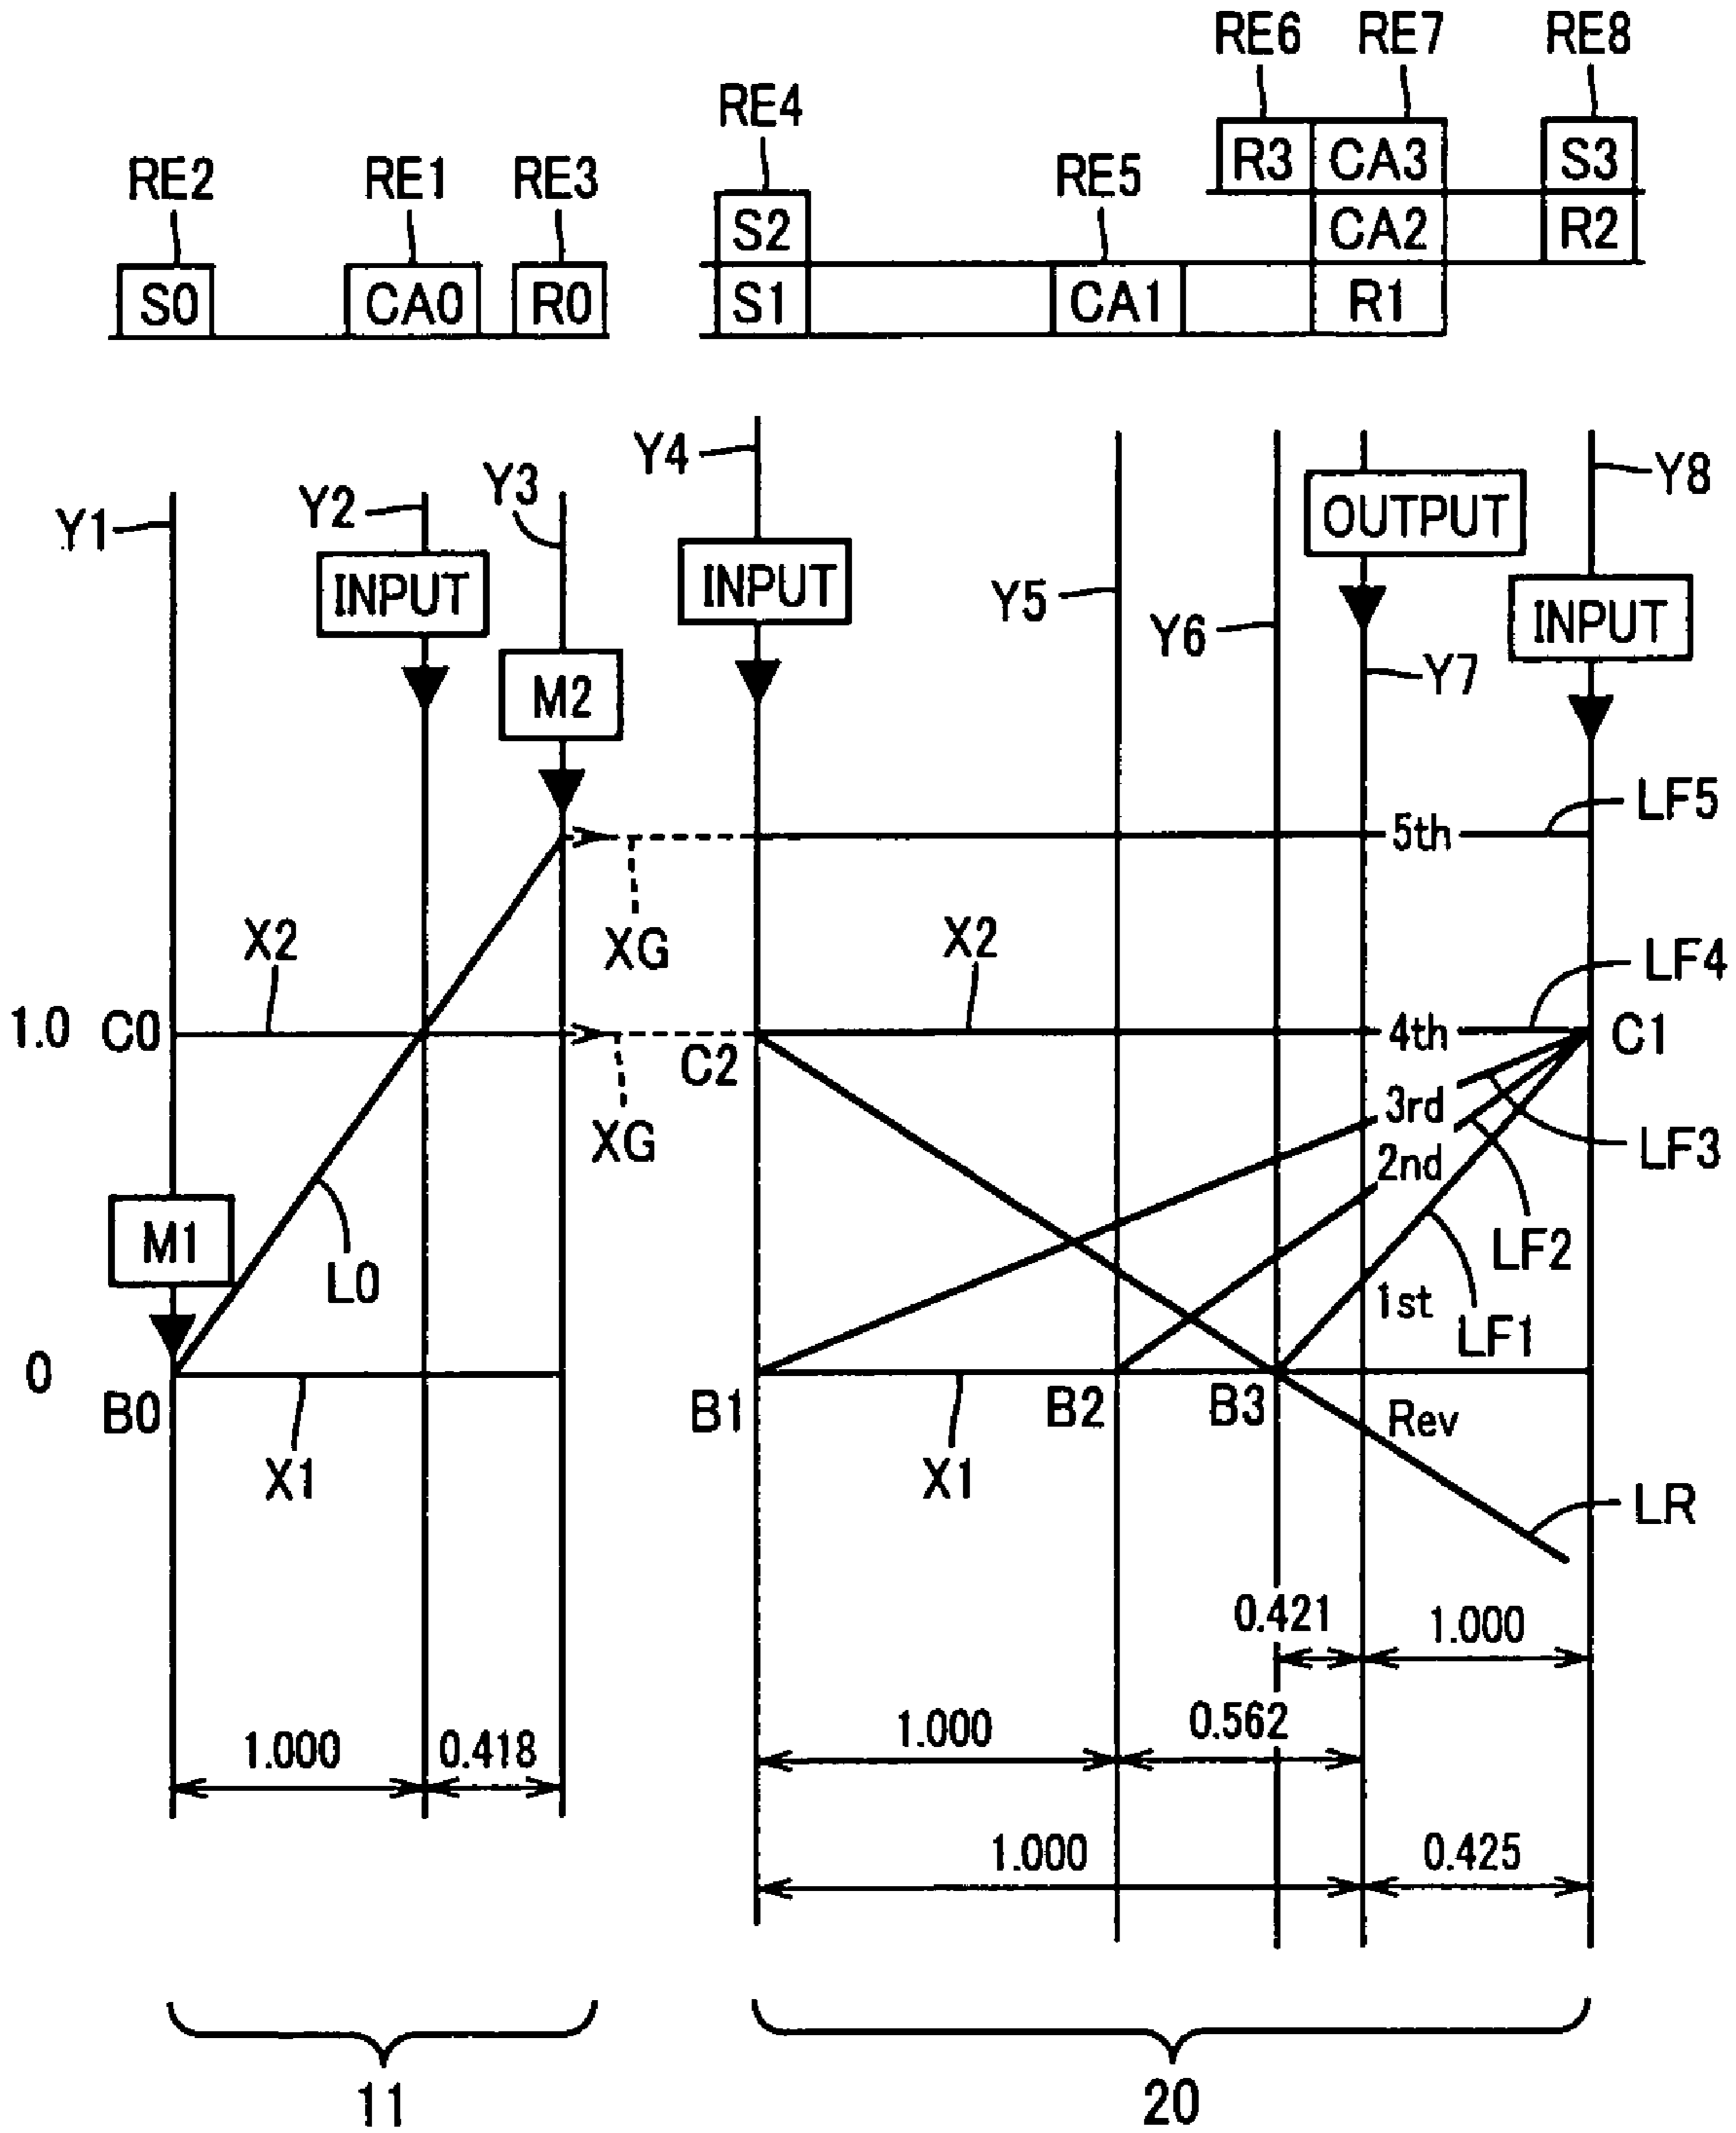 RE6 RE7 RE8
RE4
RE2 RE1 RE3 RE5
R3 CA3 S3
S2 CA2 R2
S0 CA0 R0 S1 CA1 R1
Y4
Y3 Y8
Y2
Y1 OUTPUT
INPUT INPUT Y5 INPUT
Y6
Y7
M2
LF5
5th
X2 XG X2
LF4
1.0 C0 4th C1
C2
3rd
XG LF3
2nd
M1 LF2
L0 1st
LF1
0
B0 B1 B2 B3 Rev
X1 X1
LR
0.421 1.000
1.000 0.562
1.000 0.418
1.000 0.425
11 20